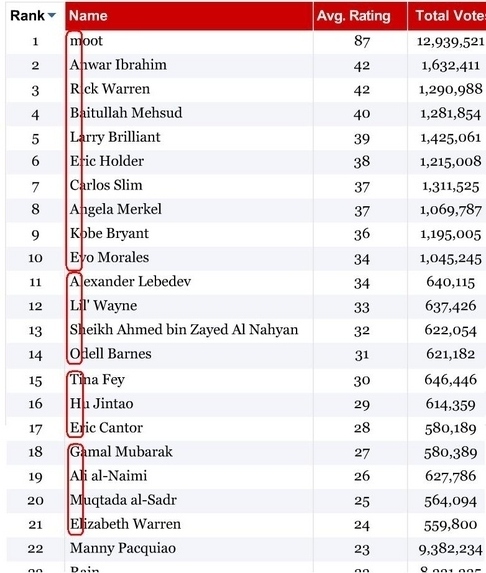 Rank Name Avg. Rating Total Votes
1 moot 87 12,939,521
2 Anwar Ibrahim 42 1,632,411
3 Rick Warren 42 1,290,988
4 Baitullah Mehsud 40 1,281,854
5 Larry Brilliant 39 1,425,061
6 Eric Holder 38 1,215,008
7 Carlos Slim 37 1,311,525
8 Angela Merkel 37 1,069,787
9 Kobe Bryant 36 1,195,005
10 Evo Morales 34 1,045,245
11 Alexander Lebedev 34 640,115
12 Lil' Wayne 33 637,426
13 Sheikh Ahmed bin Zayed Al Nahyan 32 622,054
14 Odell Barnes 31 621,182
15 Tina Fey 30 646,446
16 Hu Jintao 29 614,359
17 Eric Cantor 28 580,189
18 Gamal Mubarak 27 580,389
19 Ali al-Naimi 26 627,786
20 Muqtada al-Sadr 25 564,094
21 Elizabeth Warren 24 559,800
22 Manny Pacquiao 23 9,382,234
Rain